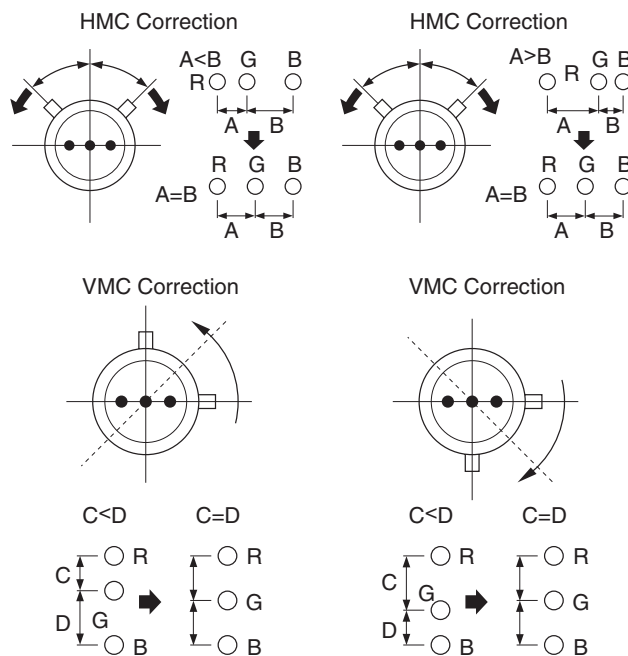 HMC Correction
A<B G B
R
A B
R G B
A=B
A B
HMC Correction
A>B R G B
A B
R G B
A=B
A B
VMC Correction
C<D C=D
R R
C
D G G
B B
VMC Correction
C<D C=D
R R
C
G G
D
B B